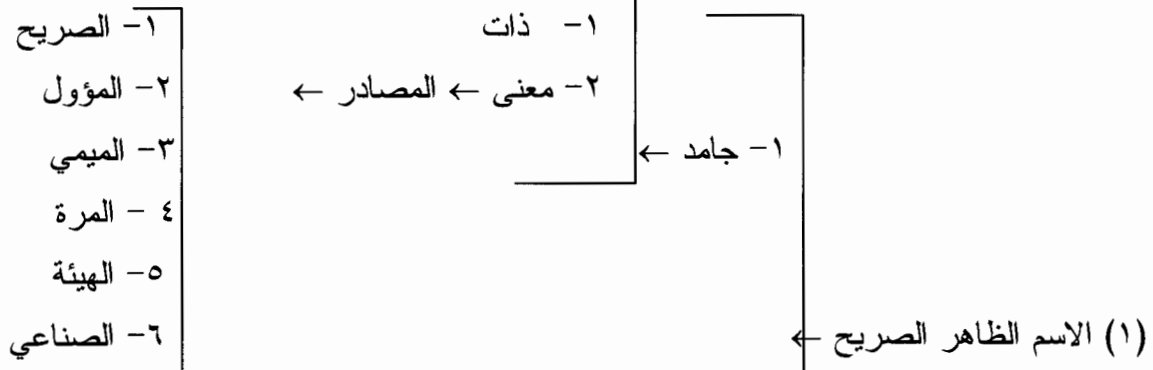 ١- ذات
٢- معنى ← المصادر ←
١- جامد ←
(١) الاسم الظاهر الصريح ←
١- الصريح
٢- المؤول
٣- الميمي
٤ - المرة
٥- الهيئة
٦- الصناعي